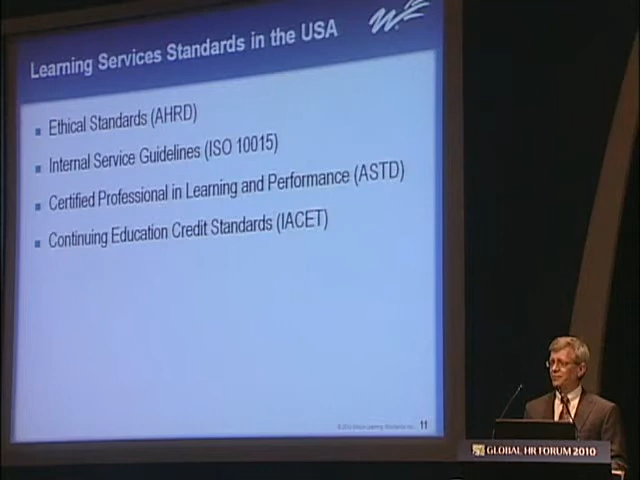 Learning Services Standards in the USA
Ethical Standards (AHRD)
Internal Service Guidelines (ISO 10015)
Certified Professional in Learning and Performance (ASTD)
Continuing Education Credit Standards (IACET)
11
GLOBAL HR FORUM 2010